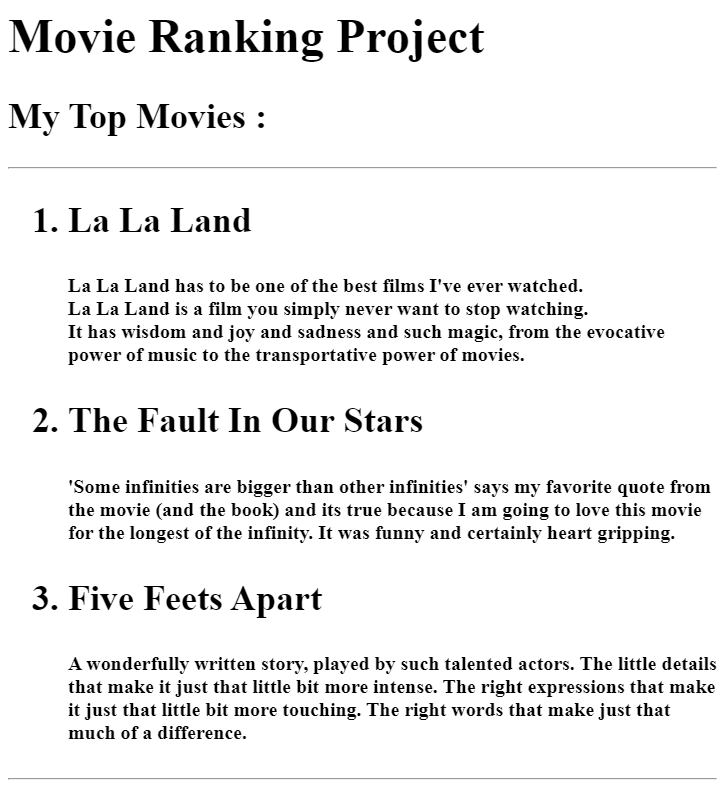 Movie Ranking Project
My Top Movies :
1. La La Land
La La Land has to be one of the best films I've ever watched.
La La Land is a film you simply never want to stop watching.
It has wisdom and joy and sadness and such magic, from the evocative
power of music to the transportative power of movies.
2. The Fault In Our Stars
'Some infinities are bigger than other infinities' says my favorite quote from
the movie (and the book) and its true because I am going to love this movie
for the longest of the infinity. It was funny and certainly heart gripping.
3. Five Feets Apart
A wonderfully written story, played by such talented actors. The little details
that make it just that little bit more intense. The right expressions that make
it just that little bit more touching. The right words that make just that
much of a difference.